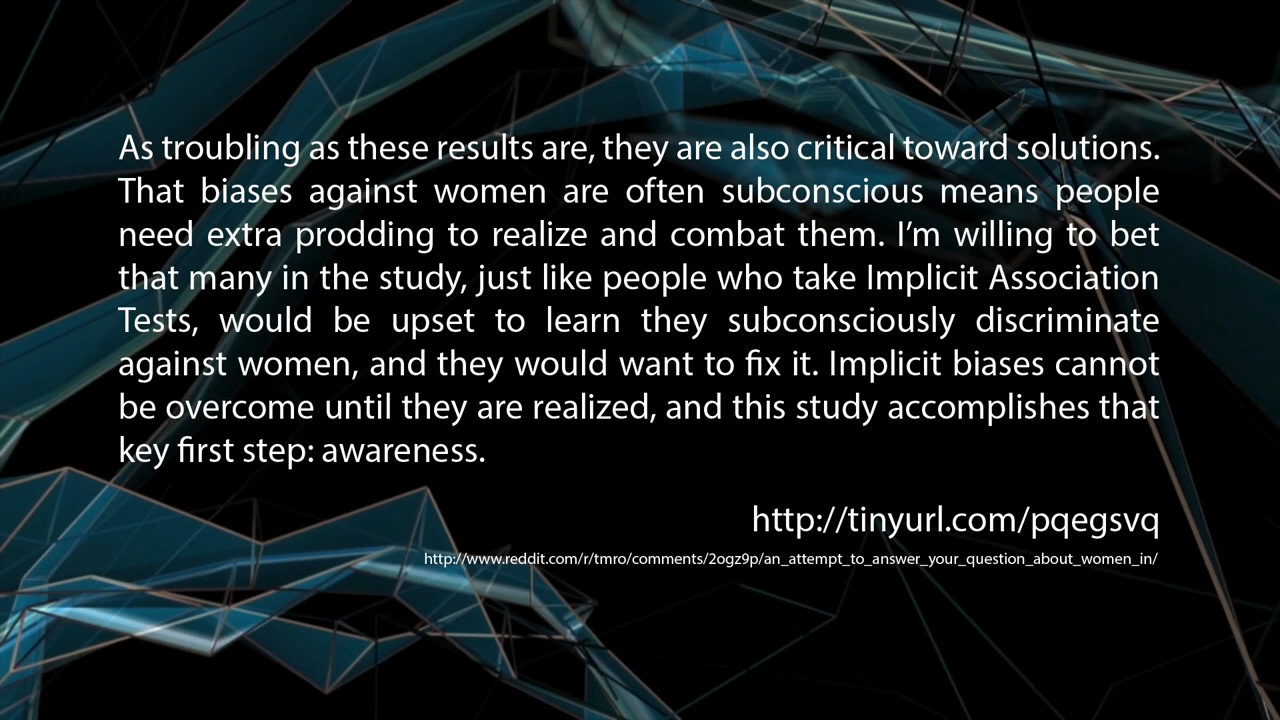 As troubling as these results are, they are also critical toward solutions.
That biases against women are often subconscious means people
need extra prodding to realize and combat them. I’m willing to bet
that many in the study, just like people who take Implicit Association
Tests, would be upset to learn they subconsciously discriminate
against women, and they would want to fix it. Implicit biases cannot
be overcome until they are realized, and this study accomplishes that
key first step: awareness.
http://tinyurl.com/pqegsvq
http://www.reddit.com/r/tmro/comments/2ogz9p/an_attempt_to_answer_your_question_about_women_in/